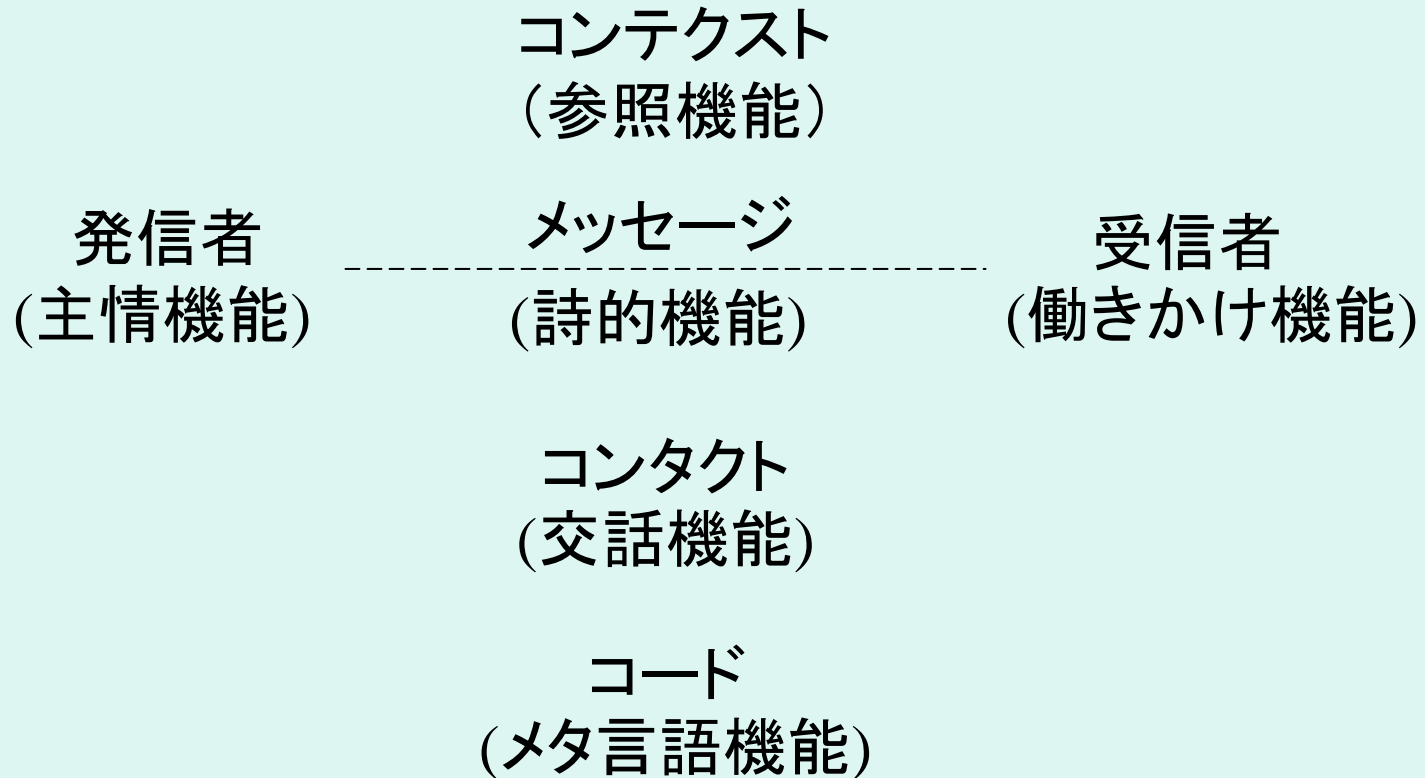 コンテクスト
（参照機能）
発信者
(主情機能)
メッセージ
(詩的機能)
受信者
(働きかけ機能)
コンタクト
(交話機能)
コード
(メタ言語機能)